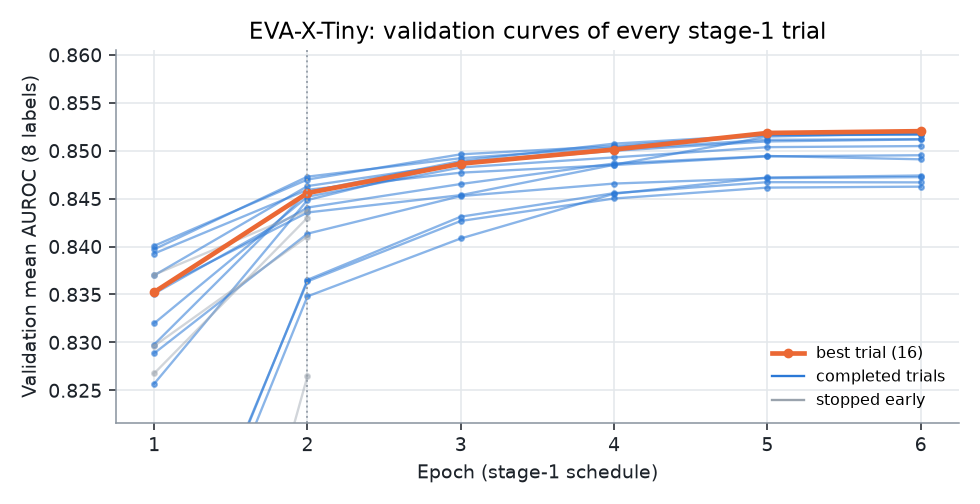 EVA-X-Tiny: validation curves of every stage-1 trial
Validation mean AUROC (8 labels)
0.860
0.855
0.850
0.845
0.840
0.835
0.830
0.825
best trial (16)
completed trials
stopped early
1 2 3 4 5 6
Epoch (stage-1 schedule)